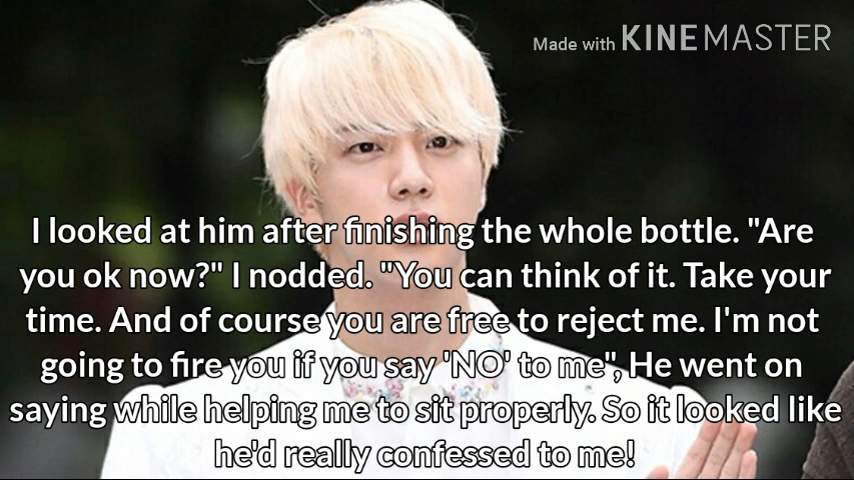 Made with KINEMASTER
I looked at him after finishing the whole bottle. "Are
you ok now?" I nodded. "You can think of it. Take your
time. And of course you are free to reject me. I'm not
going to fire you if you say 'NO' to me", He went on
saying while helping me to sit properly. So it looked like
he'd really confessed to me!